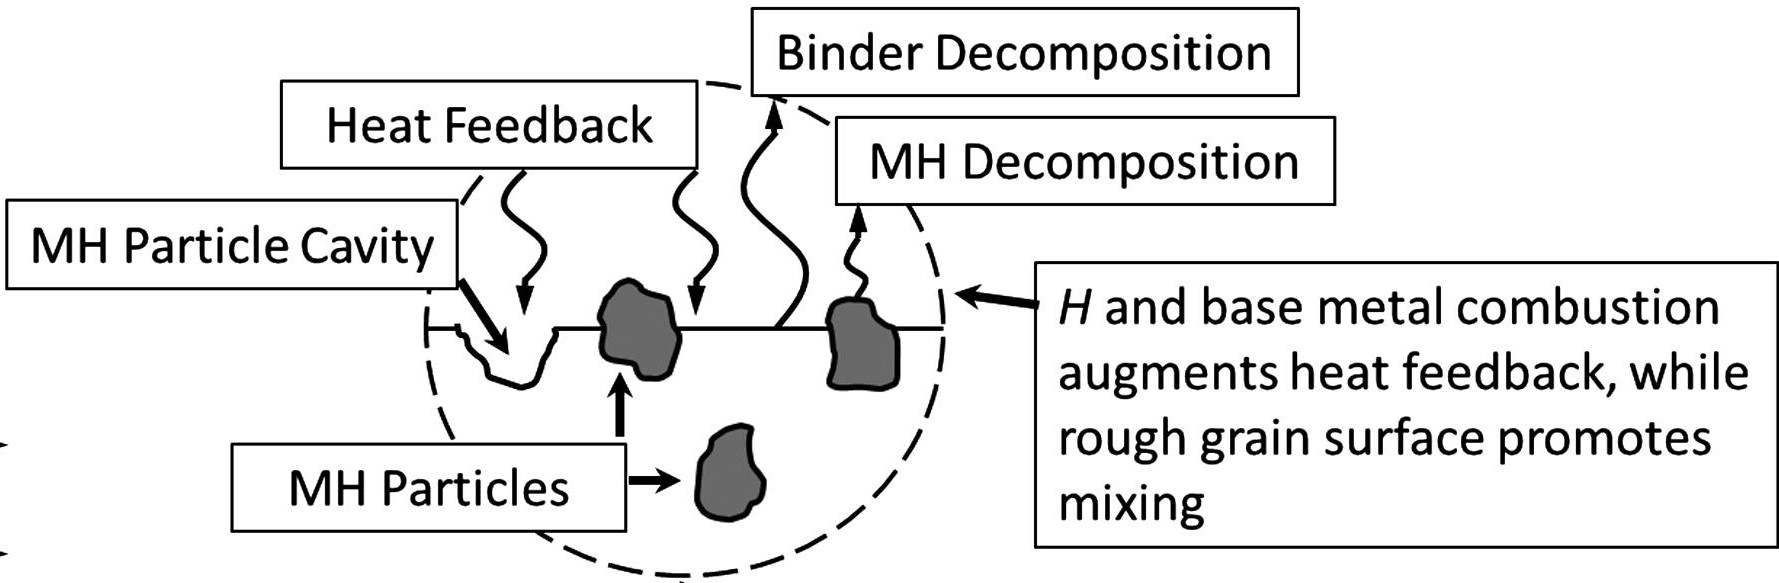 Binder Decomposition
Heat Feedback
MH Decomposition
MH Particle Cavity
H and base metal combustion
augments heat feedback, while
rough grain surface promotes
mixing
MH Particles